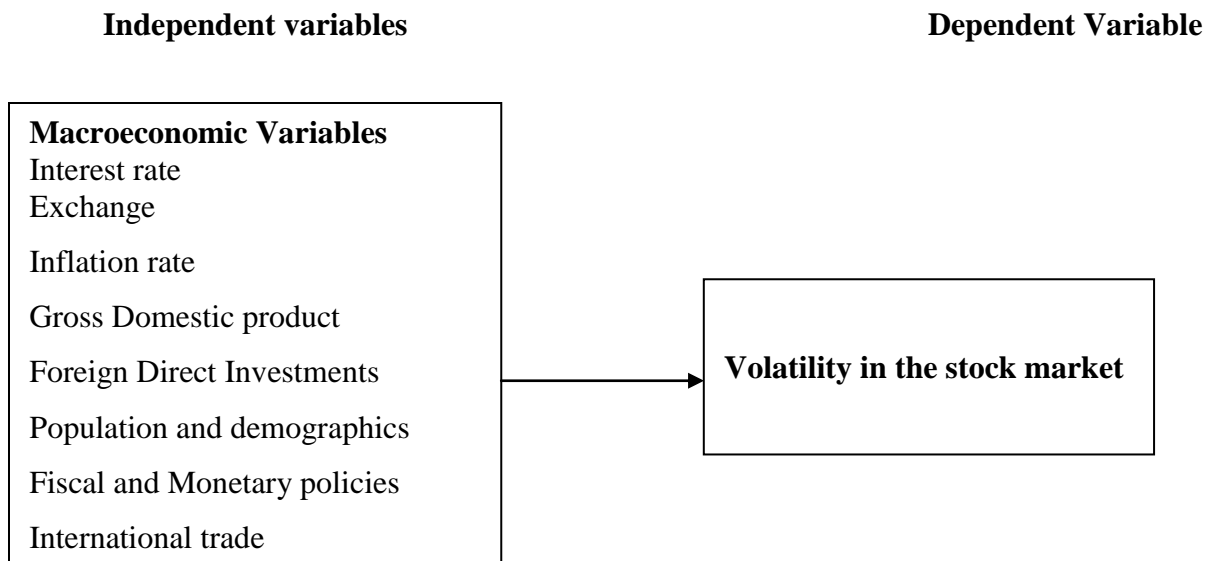 Independent variables
Dependent Variable
Macroeconomic Variables
Interest rate
Exchange
Inflation rate
Gross Domestic product
Foreign Direct Investments
Population and demographics
Fiscal and Monetary policies
International trade
Volatility in the stock market